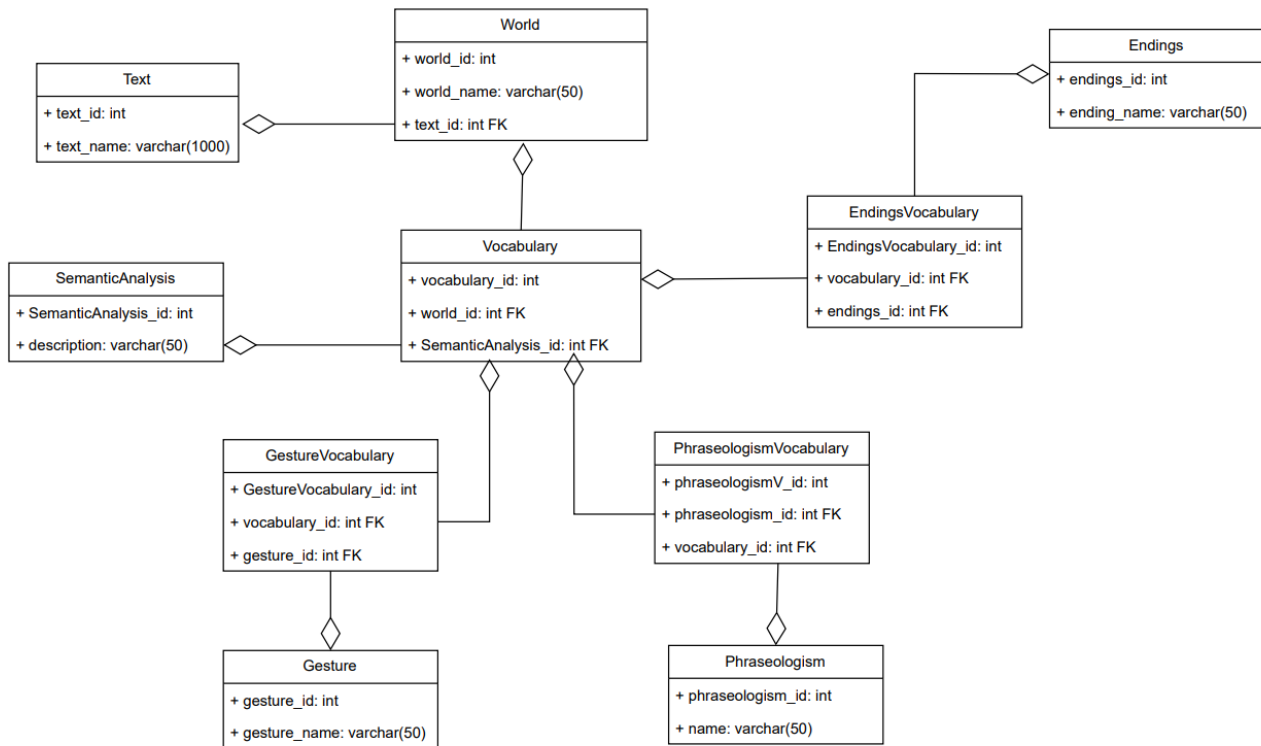 World
+ world_id: int
+ world_name: varchar(50)
+ text_id: int FK
Text
+ text_id: int
+ text_name: varchar(1000)
Endings
+ endings_id: int
+ ending_name: varchar(50)
EndingsVocabulary
+ EndingsVocabulary_id: int
+ vocabulary_id: int FK
+ endings_id: int FK
Vocabulary
+ vocabulary_id: int
+ world_id: int FK
+ SemanticAnalysis_id: int FK
SemanticAnalysis
+ SemanticAnalysis_id: int
+ description: varchar(50)
GestureVocabulary
+ GestureVocabulary_id: int
+ vocabulary_id: int FK
+ gesture_id: int FK
PhraseologismVocabulary
+ phraseologismV_id: int
+ phraseologism_id: int FK
+ vocabulary_id: int FK
Gesture
+ gesture_id: int
+ gesture_name: varchar(50)
Phraseologism
+ phraseologism_id: int
+ name: varchar(50)